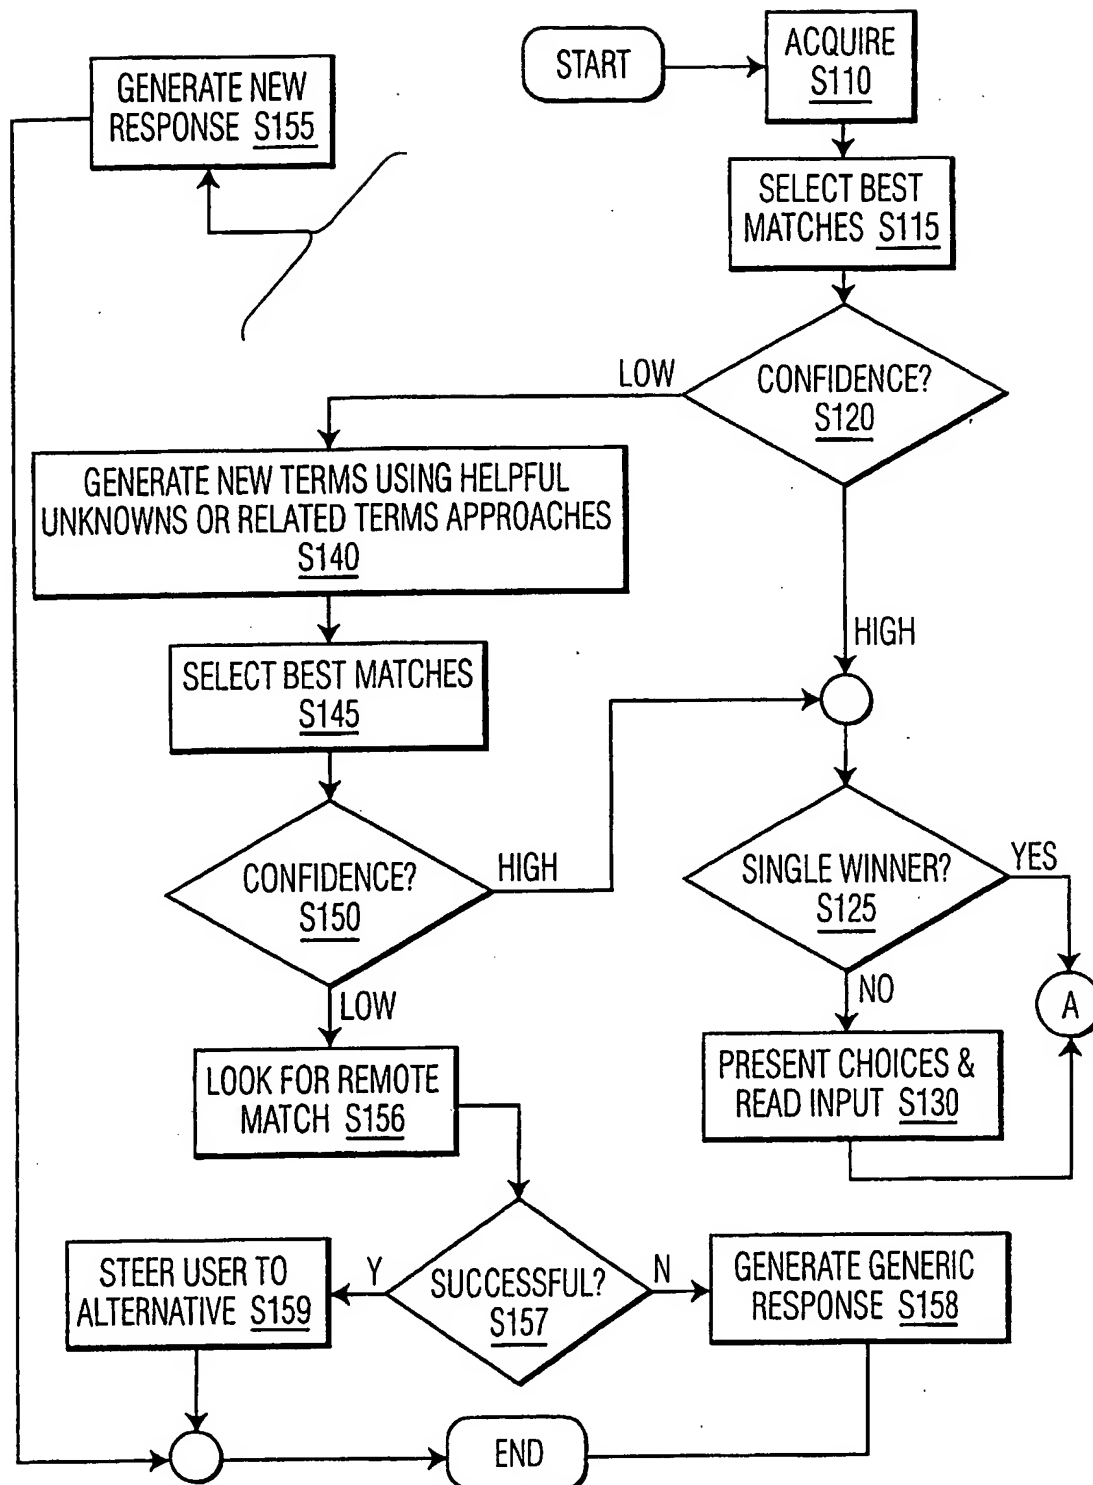 START
ACQUIRE
S110
GENERATE NEW
RESPONSE S155
SELECT BEST
MATCHES S115
LOW
CONFIDENCE?
S120
GENERATE NEW TERMS USING HELPFUL
UNKNOWNS OR RELATED TERMS APPROACHES
S140
HIGH
SELECT BEST MATCHES
S145
CONFIDENCE?
S150
HIGH
SINGLE WINNER?
S125
YES
LOW
NO
A
LOOK FOR REMOTE
MATCH S156
PRESENT CHOICES &
READ INPUT S130
STEER USER TO
ALTERNATIVE S159
Y
SUCCESSFUL?
S157
N
GENERATE GENERIC
RESPONSE S158
END